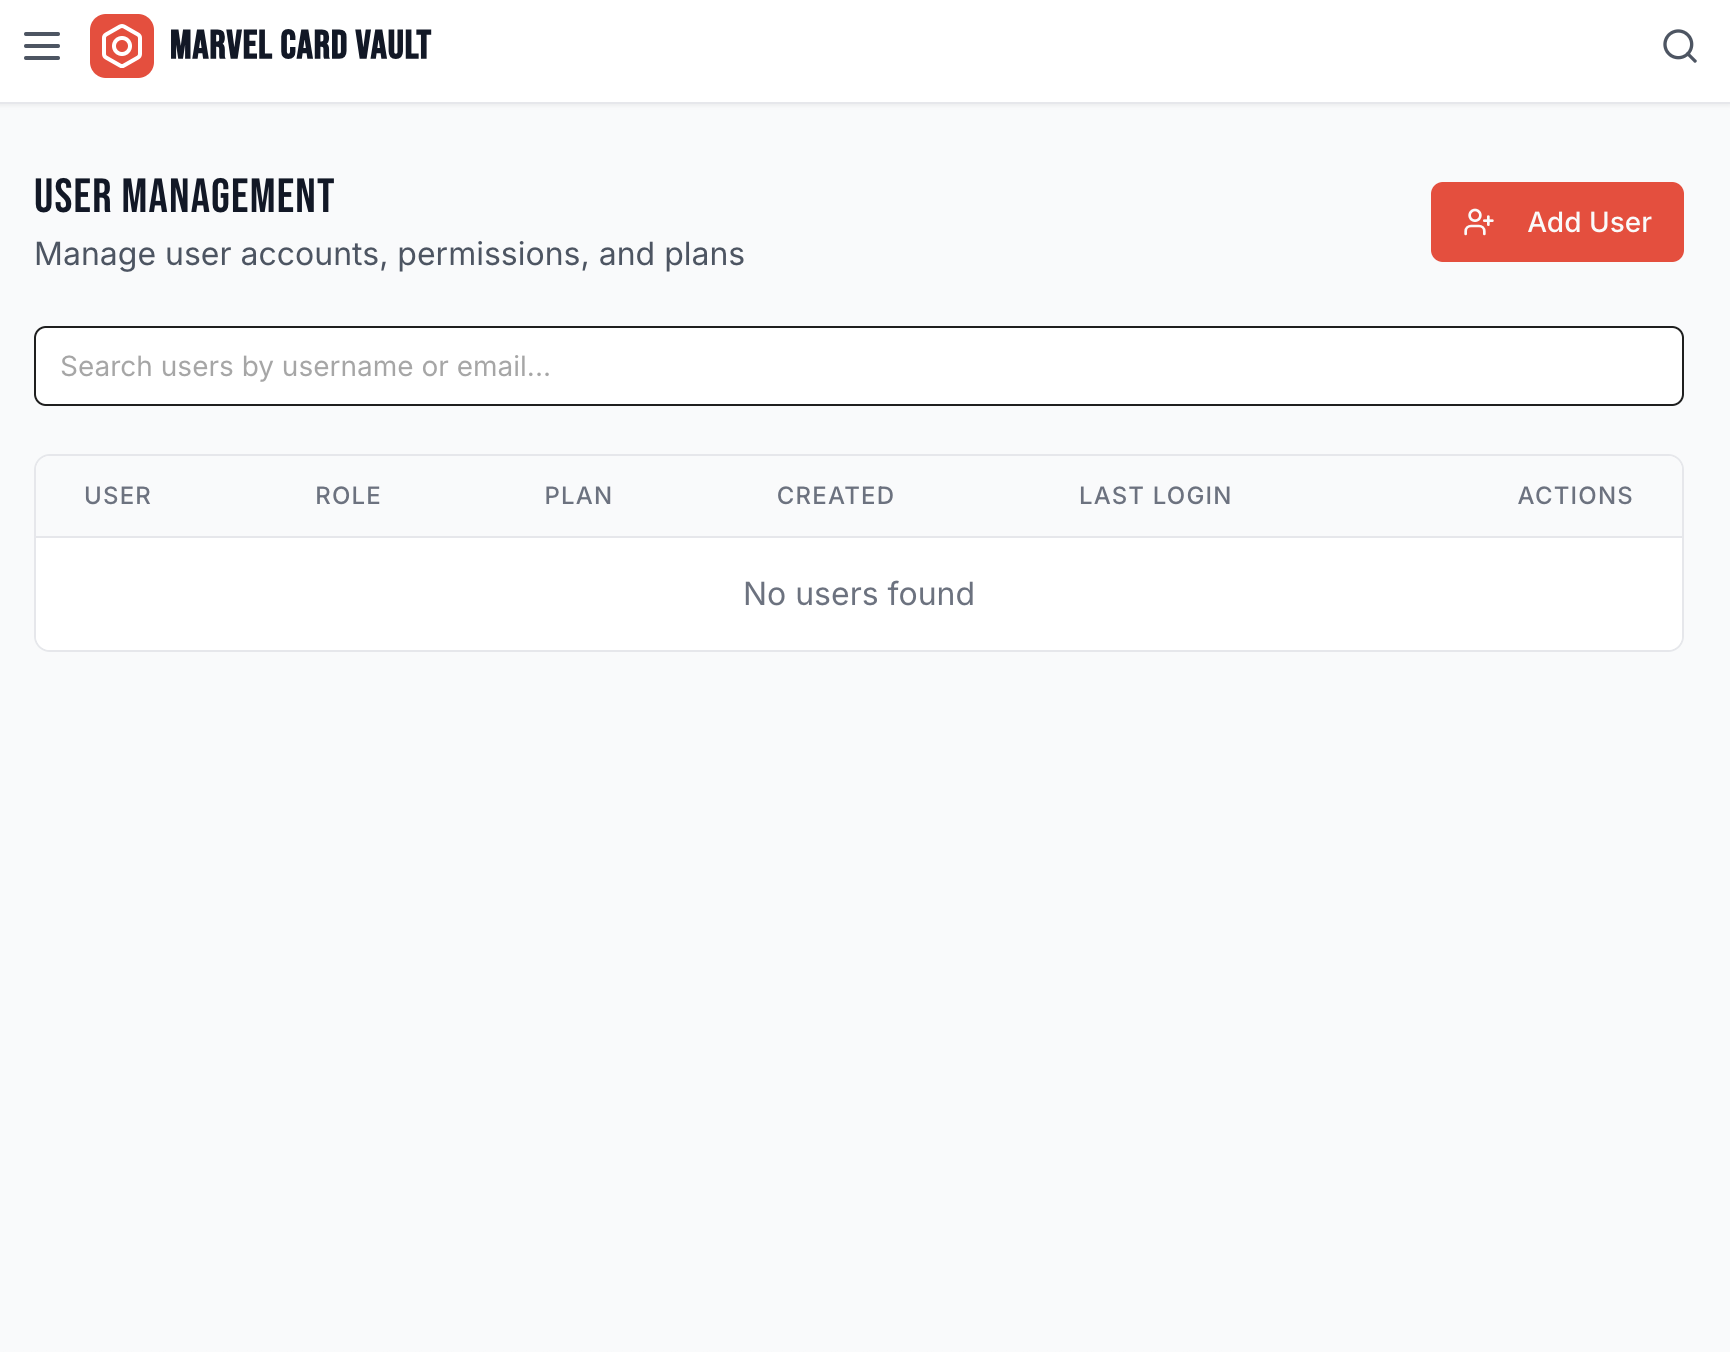 MARVEL CARD VAULT
USER MANAGEMENT
Manage user accounts, permissions, and plans
Add User
Search users by username or email...
USER ROLE PLAN CREATED LAST LOGIN ACTIONS
No users found